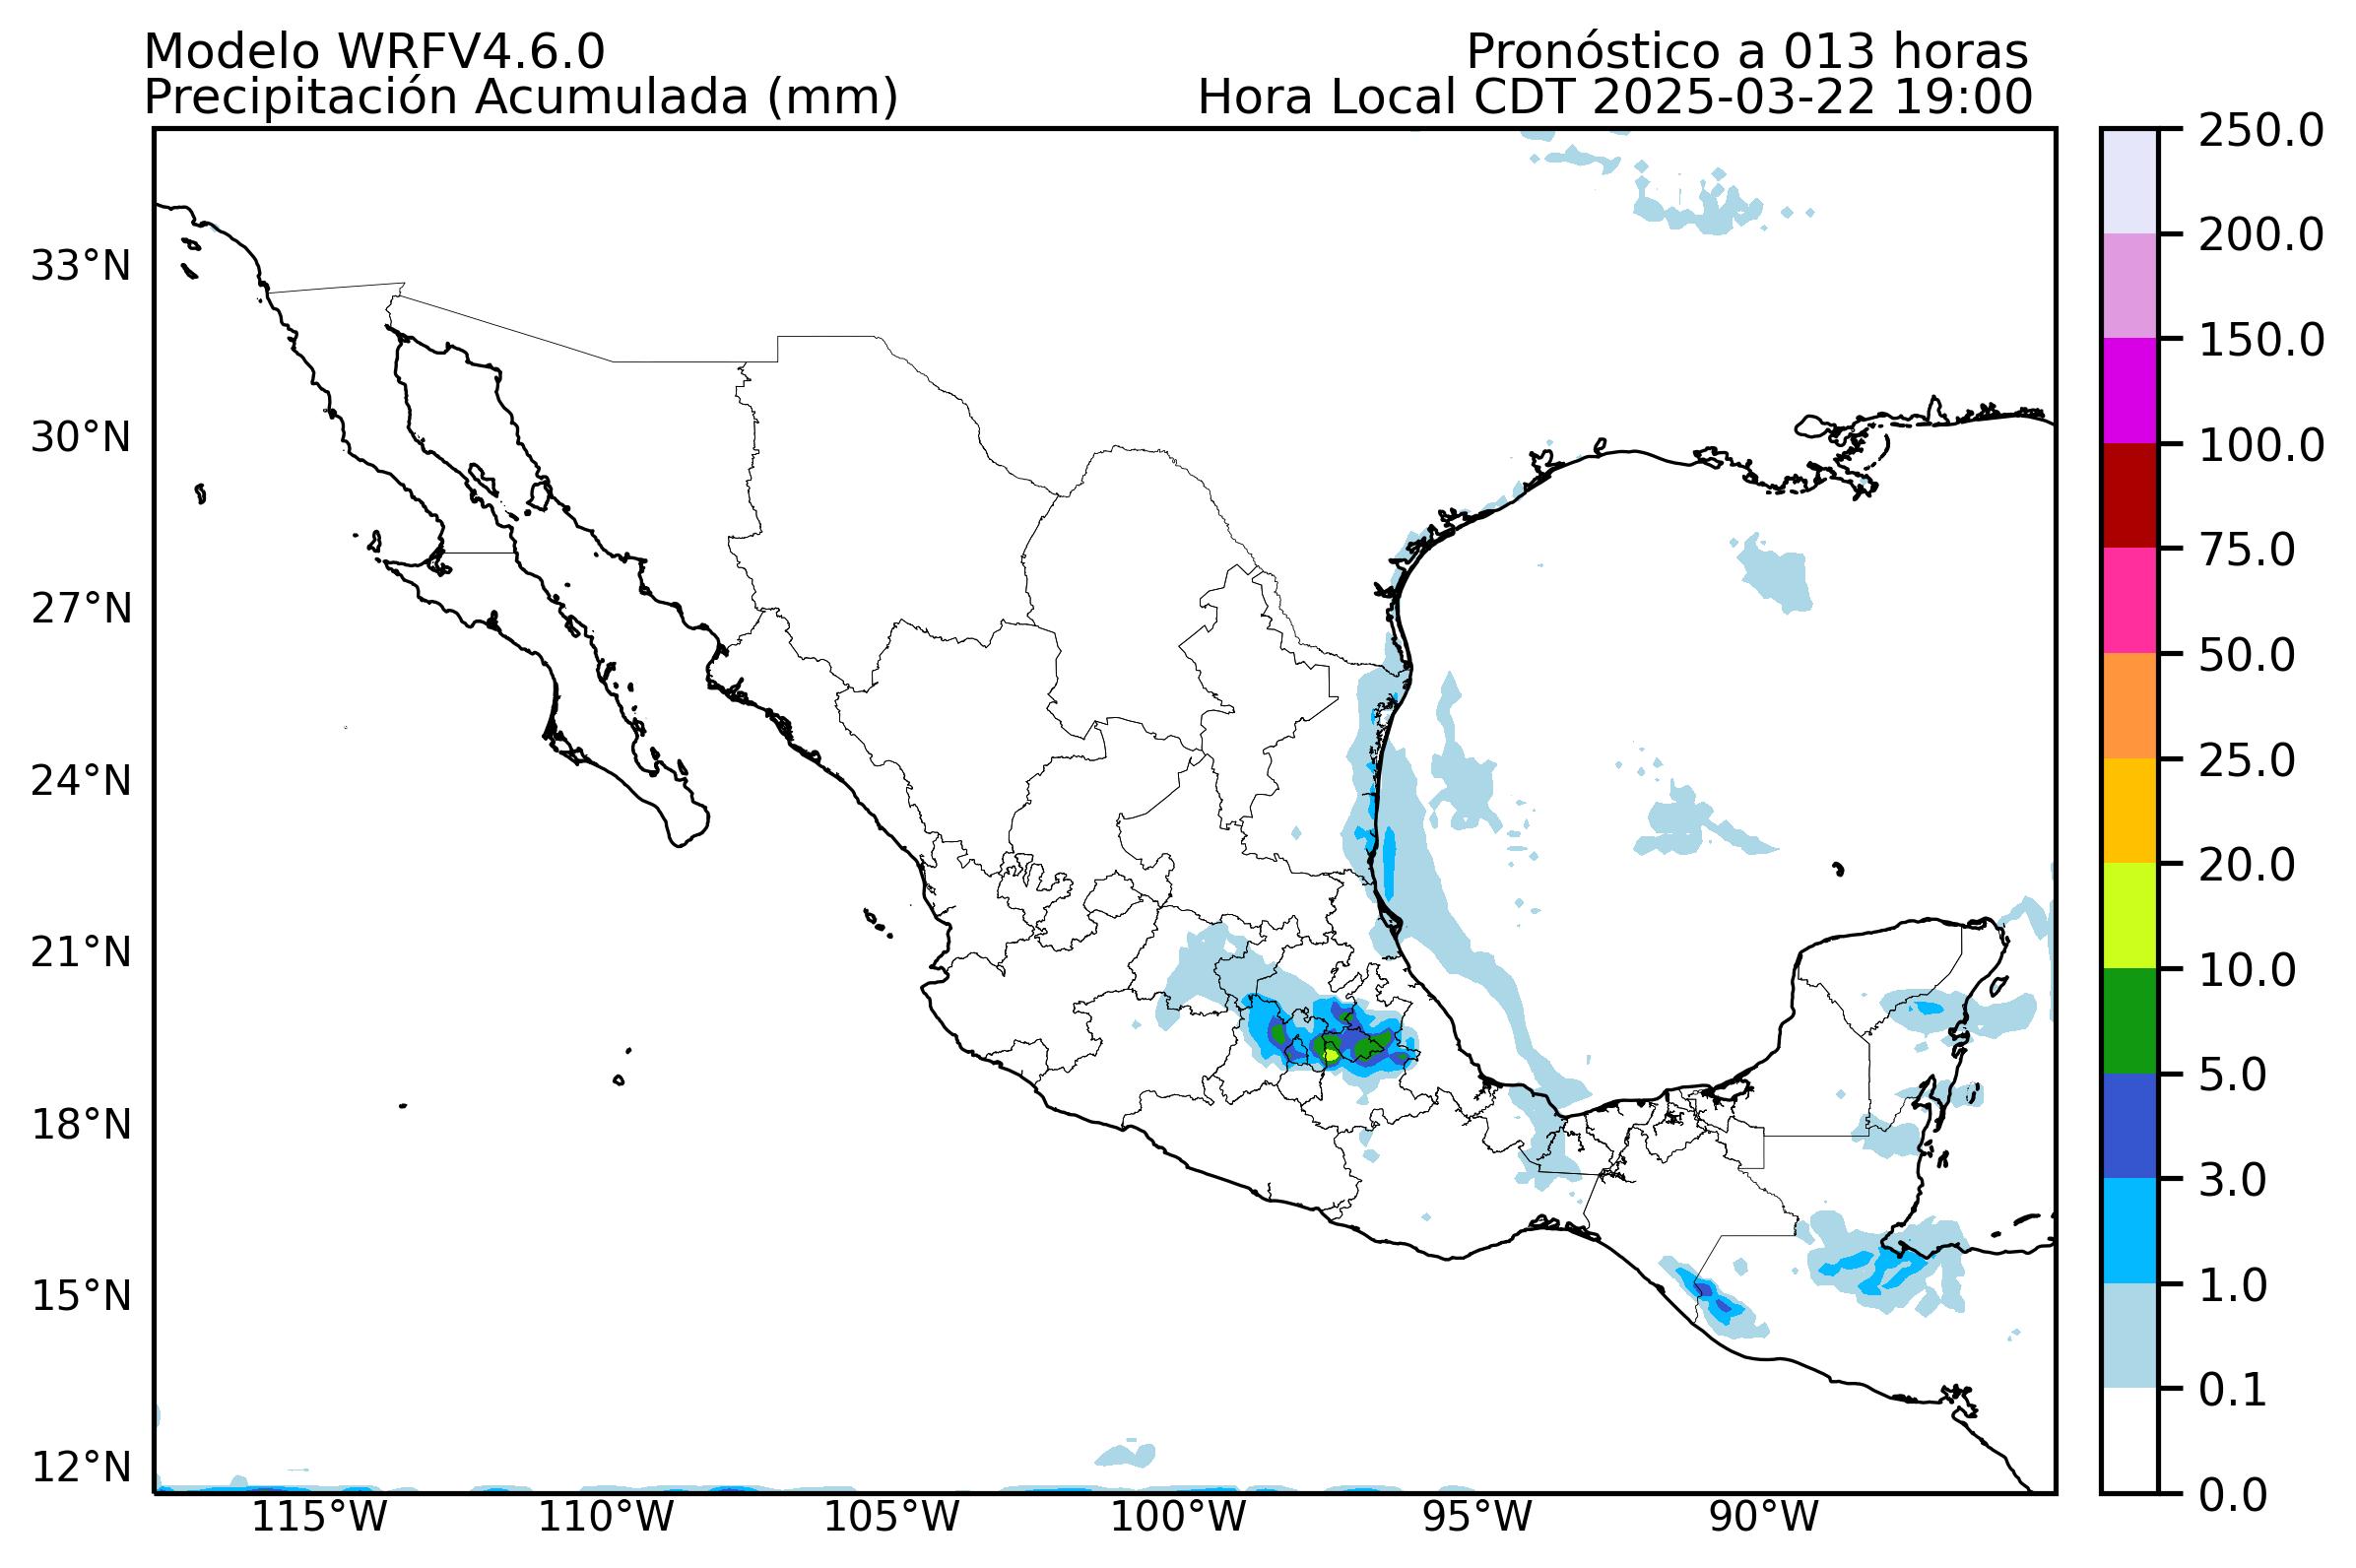 Modelo WRFV4.6.0
Pronóstico a 013 horas
Precipitación Acumulada (mm)
Hora Local CDT 2025-03-22 19:00
33°N
30°N
27°N
24°N
21°N
18°N
15°N
12°N
115°W
110°W
105°W
100°W
95°W
90°W
250.0
200.0
150.0
100.0
75.0
50.0
25.0
20.0
10.0
5.0
3.0
1.0
0.1
0.0